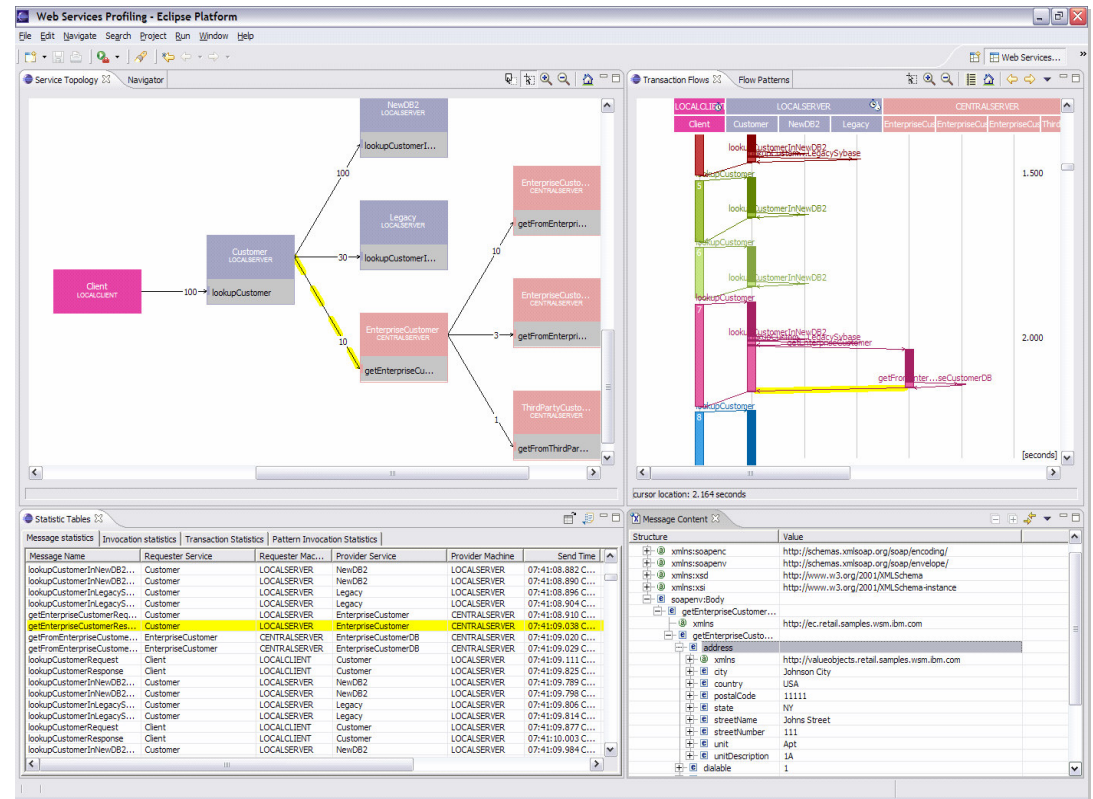 Web Services Profiling - Eclipse Platform
File Edit Navigate Search Project Run Window Help
Web Services... »
Service Topology Navigator
NewDB2
LOCALSERVER
lookupCustomerI...
100
EnterpriseCusto...
CENTRALSERVER
getFromEnterpri...
Legacy
LOCALSERVER
lookupCustomerI...
30
10
Customer
LOCALSERVER
lookupCustomer
Client
LOCALCLIENT
100
EnterpriseCusto...
CENTRALSERVER
getFromEnterpri...
3
10
EnterpriseCustomer
CENTRALSERVER
getEnterpriseCu...
ThirdPartyCusto...
CENTRALSERVER
getFromThirdPar...
1
Transaction Flows Flow Patterns
LOCALCLIENT LOCALSERVER CENTRALSERVER
Client Customer NewDB2 Legacy EnterpriseCus EnterpriseCus EnterpriseCus Third
lookupCustomerInNewDB2
LegacySybase
lookupCustomer
1.500
5
lookupCustomerInNewDB2
lookupCustomer
6
lookupCustomerInNewDB2
lookupCustomer
7
lookupCustomerInNewDB2
LegacySybase
getEnterpriseCustomer
2.000
getFromEnter...seCustomerDB
lookupCustomer
8
[seconds]
cursor location: 2.164 seconds
Statistic Tables
Message statistics Invocation statistics Transaction Statistics Pattern Invocation Statistics
Message Name Requester Service Requester Mac... Provider Service Provider Machine Send Time
lookupCustomerInNewDB2... Customer LOCALSERVER NewDB2 LOCALSERVER 07:41:08.882 C...
lookupCustomerInNewDB2... Customer LOCALSERVER NewDB2 LOCALSERVER 07:41:08.890 C...
lookupCustomerInLegacyS... Customer LOCALSERVER Legacy LOCALSERVER 07:41:08.896 C...
lookupCustomerInLegacyS... Customer LOCALSERVER Legacy LOCALSERVER 07:41:08.904 C...
getEnterpriseCustomerReq... Customer LOCALSERVER EnterpriseCustomer CENTRALSERVER 07:41:08.910 C...
getEnterpriseCustomerRes... Customer LOCALSERVER EnterpriseCustomer CENTRALSERVER 07:41:09.038 C...
getFromEnterpriseCustome... EnterpriseCustomer CENTRALSERVER EnterpriseCustomerDB CENTRALSERVER 07:41:09.020 C...
getFromEnterpriseCustome... EnterpriseCustomer CENTRALSERVER EnterpriseCustomerDB CENTRALSERVER 07:41:09.029 C...
lookupCustomerRequest Client LOCALCLIENT Customer LOCALSERVER 07:41:09.111 C...
lookupCustomerResponse Client LOCALCLIENT Customer LOCALSERVER 07:41:09.825 C...
lookupCustomerInNewDB2... Customer LOCALSERVER NewDB2 LOCALSERVER 07:41:09.789 C...
lookupCustomerInNewDB2... Customer LOCALSERVER NewDB2 LOCALSERVER 07:41:09.798 C...
lookupCustomerInLegacyS... Customer LOCALSERVER Legacy LOCALSERVER 07:41:09.806 C...
lookupCustomerInLegacyS... Customer LOCALSERVER Legacy LOCALSERVER 07:41:09.814 C...
lookupCustomerRequest Client LOCALCLIENT Customer LOCALSERVER 07:41:09.877 C...
lookupCustomerResponse Client LOCALCLIENT Customer LOCALSERVER 07:41:10.003 C...
lookupCustomerInNewDB2... Customer LOCALSERVER NewDB2 LOCALSERVER 07:41:09.984 C...
Message Content
Structure Value
xmlns:soapenc http://schemas.xmlsoap.org/soap/encoding/
xmlns:soapenv http://schemas.xmlsoap.org/soap/envelope/
xmlns:xsd http://www.w3.org/2001/XMLSchema
xmlns:xsi http://www.w3.org/2001/XMLSchema-instance
soapenv:Body
getEnterpriseCustomer...
xmlns http://ec.retail.samples.wsm.ibm.com
getEnterpriseCusto...
address
xmlns http://valueobjects.retail.samples.wsm.ibm.com
city Johnson City
country USA
postalCode 11111
state NY
streetName Johns Street
streetNumber 111
unit Apt
unitDescription 1A
dialable 1